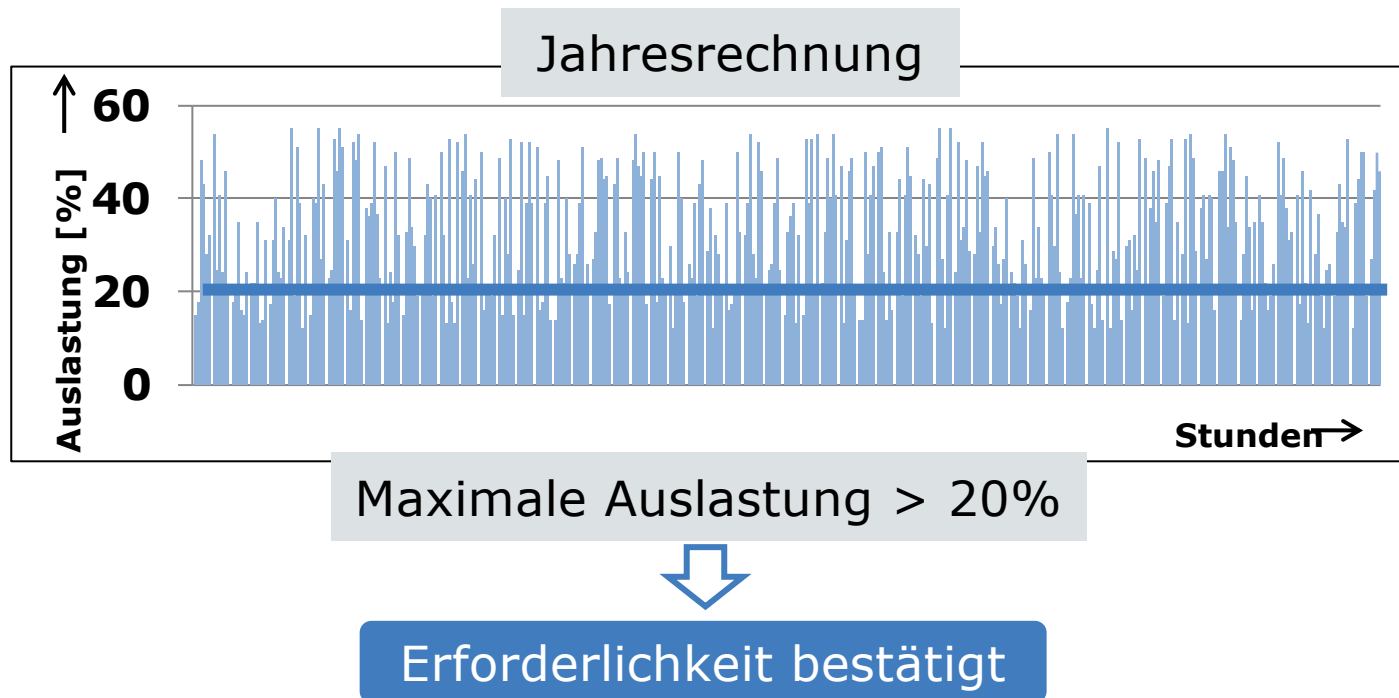 Jahresrechnung
60
40
20
0
Auslastung [%]
Stunden
Maximale Auslastung > 20%
Erforderlichkeit bestätigt